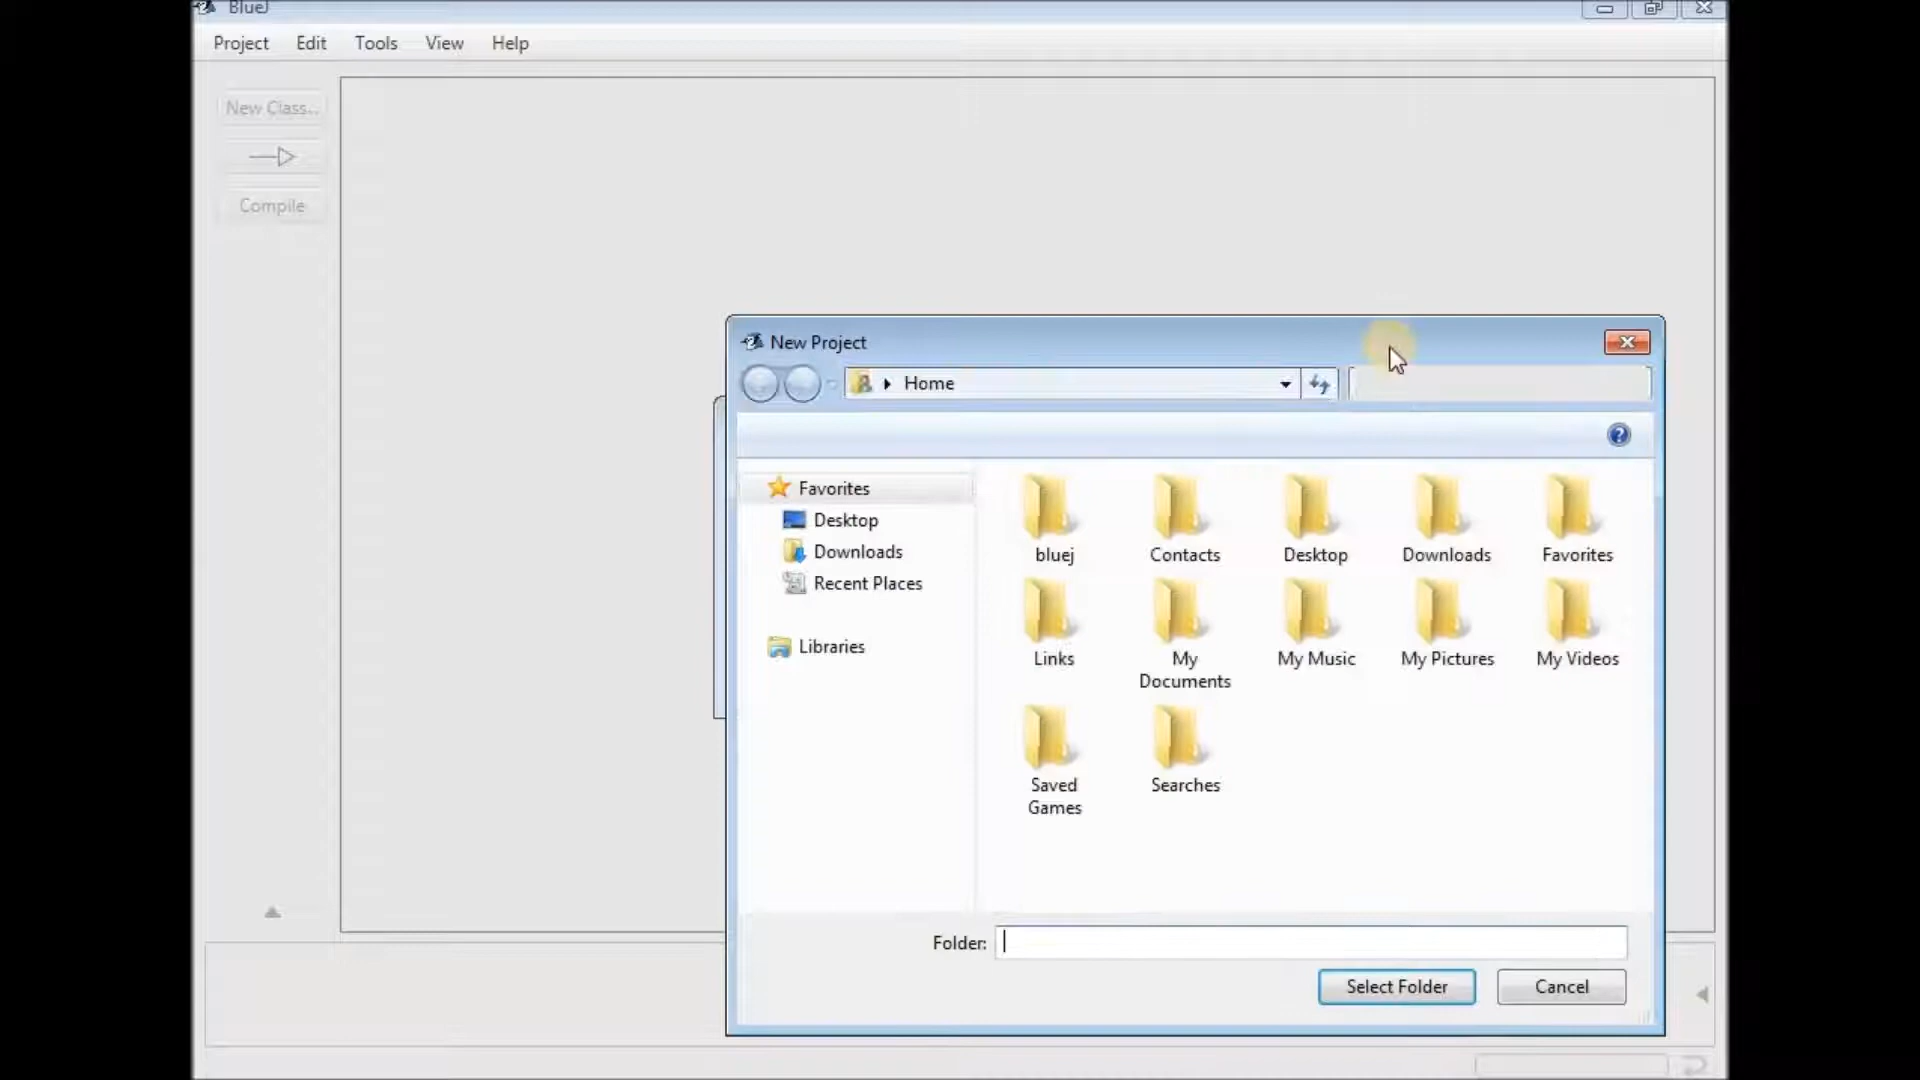 BlueJ
Project Edit Tools View Help
New Class...
Compile
New Project
Home
Favorites
Desktop
Downloads
Recent Places
Libraries
bluej Contacts Desktop Downloads Favorites
Links My Documents My Music My Pictures My Videos
Saved Games Searches
Folder:
Select Folder Cancel